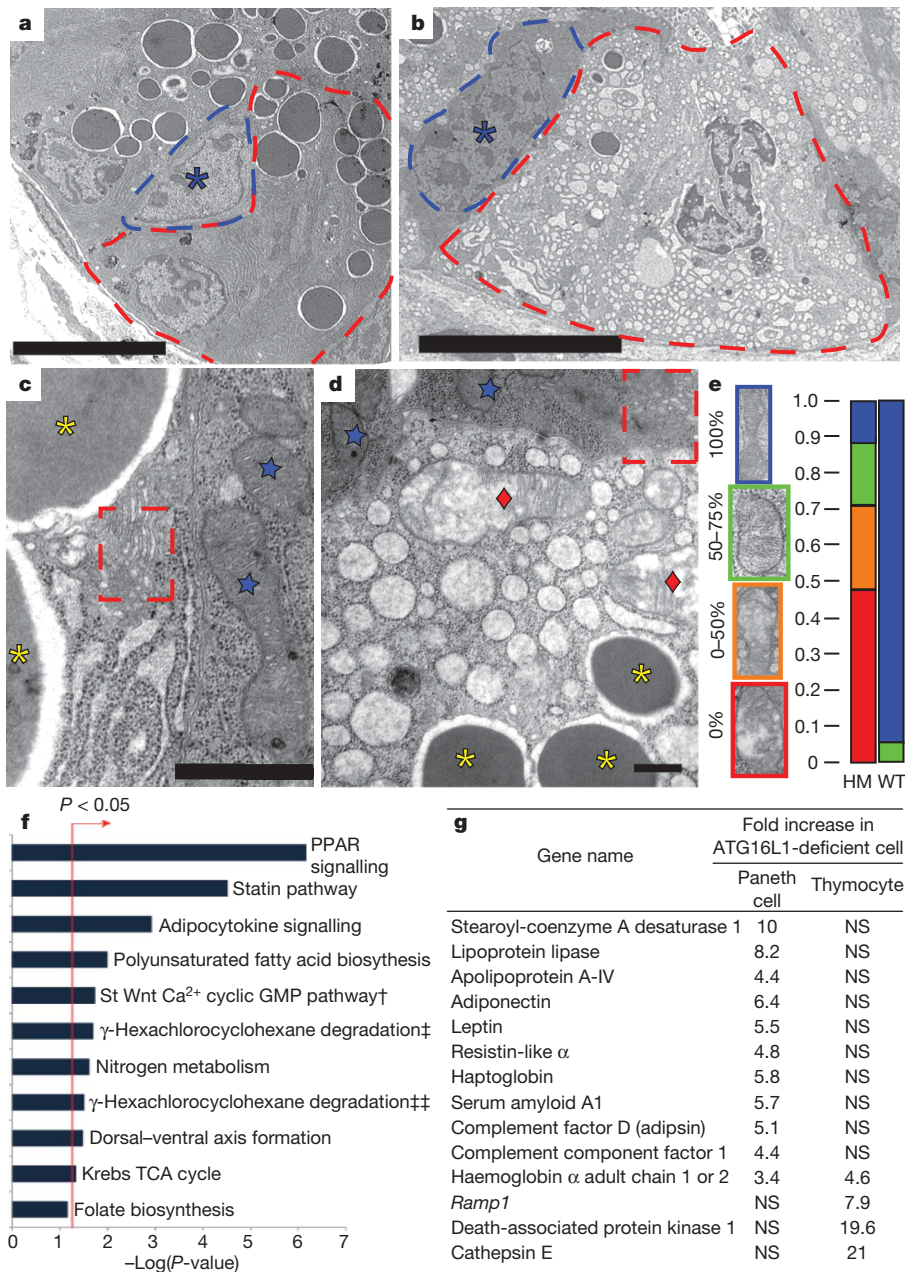 a
b
c
d
e
100%
50–75%
0–50%
0%
1.0
0.9
0.8
0.7
0.6
0.5
0.4
0.3
0.2
0.1
0
HM WT
f
P < 0.05
PPAR
signalling
Statin pathway
Adipocytokine signalling
Polyunsaturated fatty acid biosythesis
St Wnt Ca²⁺ cyclic GMP pathway†
γ-Hexachlorocyclohexane degradation‡
Nitrogen metabolism
γ-Hexachlorocyclohexane degradation‡‡
Dorsal–ventral axis formation
Krebs TCA cycle
Folate biosynthesis
0 1 2 3 4 5 6 7
–Log(P-value)
g
Gene name
Fold increase in
ATG16L1-deficient cell
Paneth
cell
Thymocyte
Stearoyl-coenzyme A desaturase 1 10 NS
Lipoprotein lipase 8.2 NS
Apolipoprotein A-IV 4.4 NS
Adiponectin 6.4 NS
Leptin 5.5 NS
Resistin-like α 4.8 NS
Haptoglobin 5.8 NS
Serum amyloid A1 5.7 NS
Complement factor D (adipsin) 5.1 NS
Complement component factor 1 4.4 NS
Haemoglobin α adult chain 1 or 2 3.4 4.6
Ramp1 NS 7.9
Death-associated protein kinase 1 NS 19.6
Cathepsin E NS 21